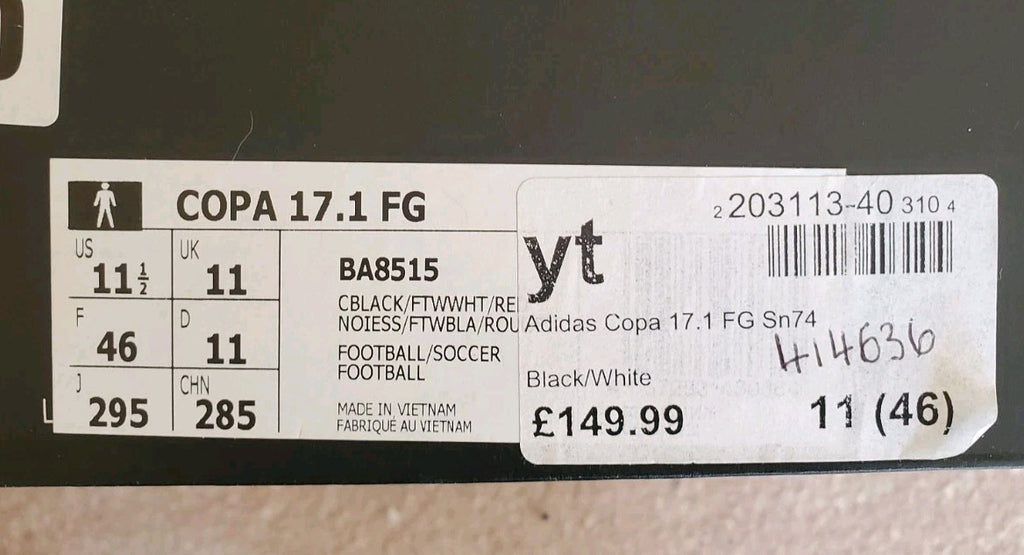 COPA 17.1 FG
US
11 1/2
UK
11
F
46
D
11
J
295
CHN
285
BA8515
CBLACK/FTWWHT/RE
NOIESS/FTWBLA/ROU
FOOTBALL/SOCCER
FOOTBALL
MADE IN VIETNAM
FABRIQUÉ AU VIETNAM
2 203113-40 310 4
yt
Adidas Copa 17.1 FG Sn74
414636
Black/White
£149.99
11 (46)